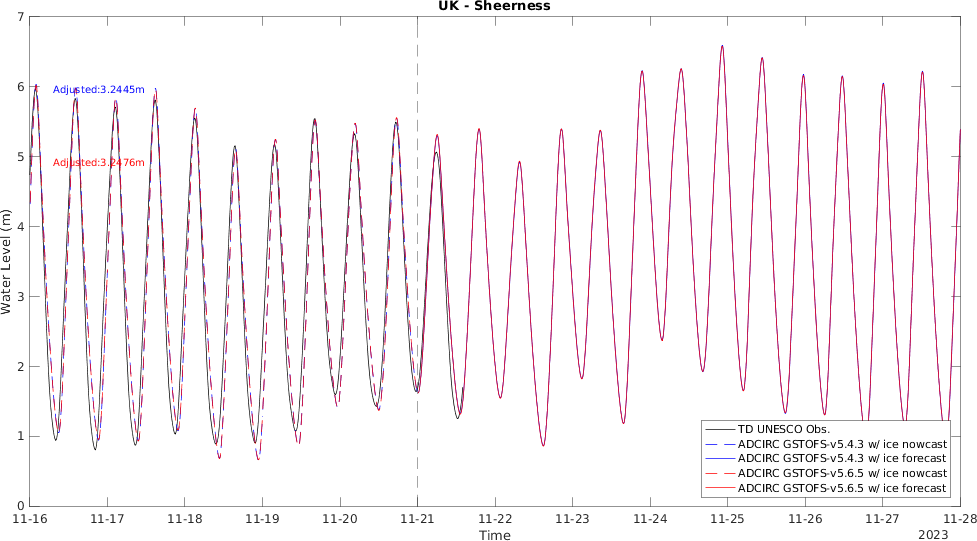 UK - Sheerness
7
6
5
4
3
2
1
0
Water Level (m)
Adjusted:3.2445m
Adjusted:3.2476m
TD UNESCO Obs.
ADCIRC GSTOFS-v5.4.3 w/ ice nowcast
ADCIRC GSTOFS-v5.4.3 w/ ice forecast
ADCIRC GSTOFS-v5.6.5 w/ ice nowcast
ADCIRC GSTOFS-v5.6.5 w/ ice forecast
11-16 11-17 11-18 11-19 11-20 11-21 11-22 11-23 11-24 11-25 11-26 11-27 11-28
Time
2023